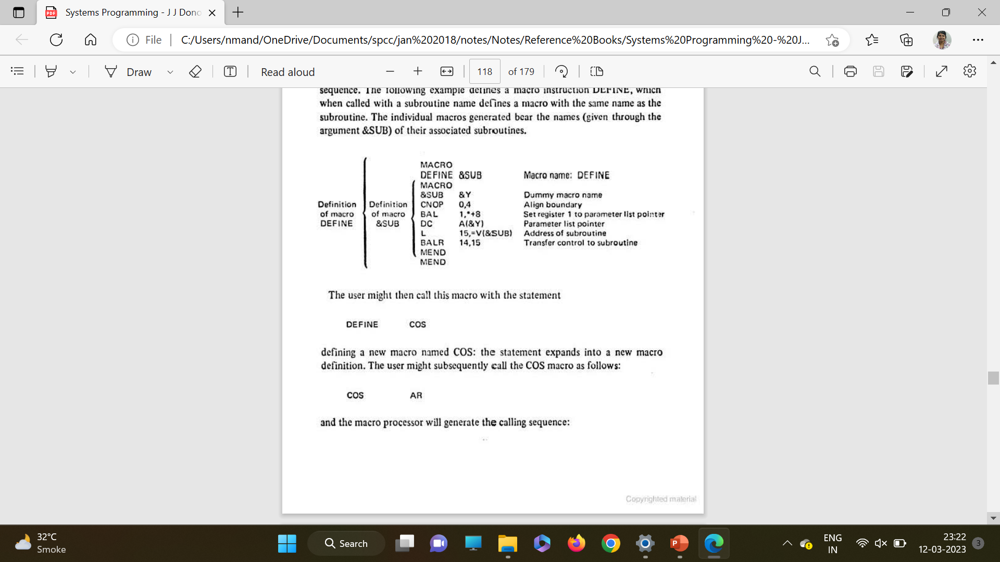 Systems Programming - J J Dono
File
C:/Users/nmand/OneDrive/Documents/spcc/jan%202018/notes/Notes/Reference%20Books/Systems%20Programming%20-%20J...
Draw
Read aloud
118 of 179
sequence. The following example defines a macro instruction DEFINE, which
when called with a subroutine name defines a macro with the same name as the
subroutine. The individual macros generated bear the names (given through the
argument &SUB) of their associated subroutines.
MACRO
DEFINE &SUB Macro name: DEFINE
MACRO
&SUB &Y Dummy macro name
Definition Definition CNOP 0,4 Align boundary
of macro of macro BAL 1,*+8 Set register 1 to parameter list pointer
DEFINE &SUB DC A(&Y) Parameter list pointer
L 15,=V(&SUB) Address of subroutine
BALR 14,15 Transfer control to subroutine
MEND
MEND
The user might then call this macro with the statement
DEFINE COS
defining a new macro named COS: the statement expands into a new macro
definition. The user might subsequently call the COS macro as follows:
COS AR
and the macro processor will generate the calling sequence:
Copyrighted material
32°C
Smoke
Search
ENG
IN
23:22
12-03-2023
3